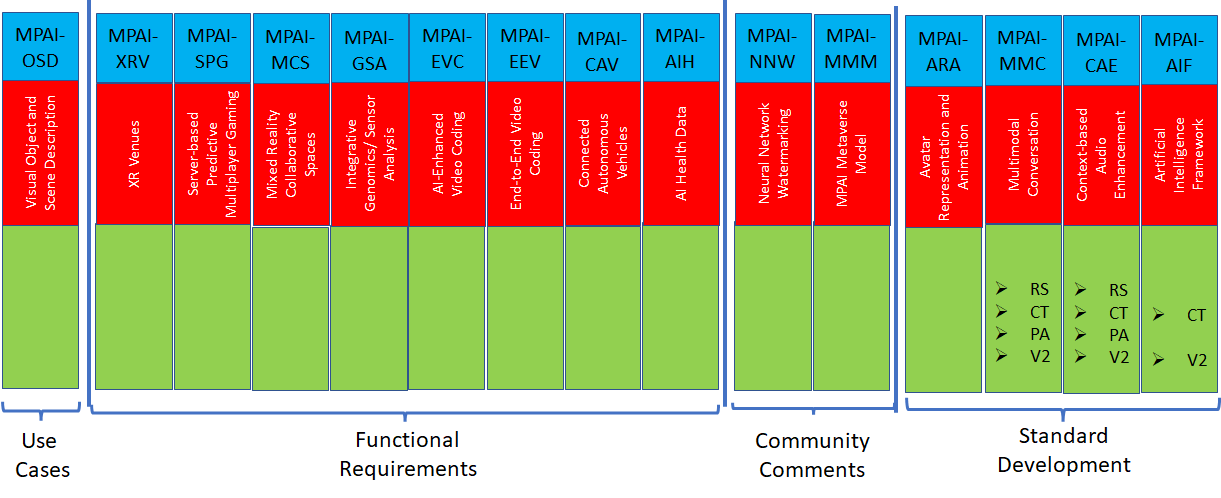 MPAI-
OSD
Visual Object and
Scene Description
MPAI-
XRV
XR Venues
MPAI-
SPG
Server-based
Predictive
Multiplayer Gaming
MPAI-
MCS
Mixed Reality
Collaborative
Spaces
MPAI-
GSA
Integrative
Genomics/ Sensor
Analysis
MPAI-
EVC
AI-Enhanced
Video Coding
MPAI-
EEV
End-to-End Video
Coding
MPAI-
CAV
Connected
Autonomous
Vehicles
MPAI-
AIH
AI Health Data
MPAI-
NNW
Neural Network
Watermarking
MPAI-
MMM
MPAI Metaverse
Model
MPAI-
ARA
Avatar
Representation and
Animation
MPAI-
MMC
Multimodal
Conversation
➢ RS
➢ CT
➢ PA
➢ V2
MPAI-
CAE
Context-based
Audio
Enhancement
➢ RS
➢ CT
➢ PA
➢ V2
MPAI-
AIF
Artificial
Intelligence
Framework
➢ CT
➢ V2
Use
Cases
Functional
Requirements
Community
Comments
Standard
Development